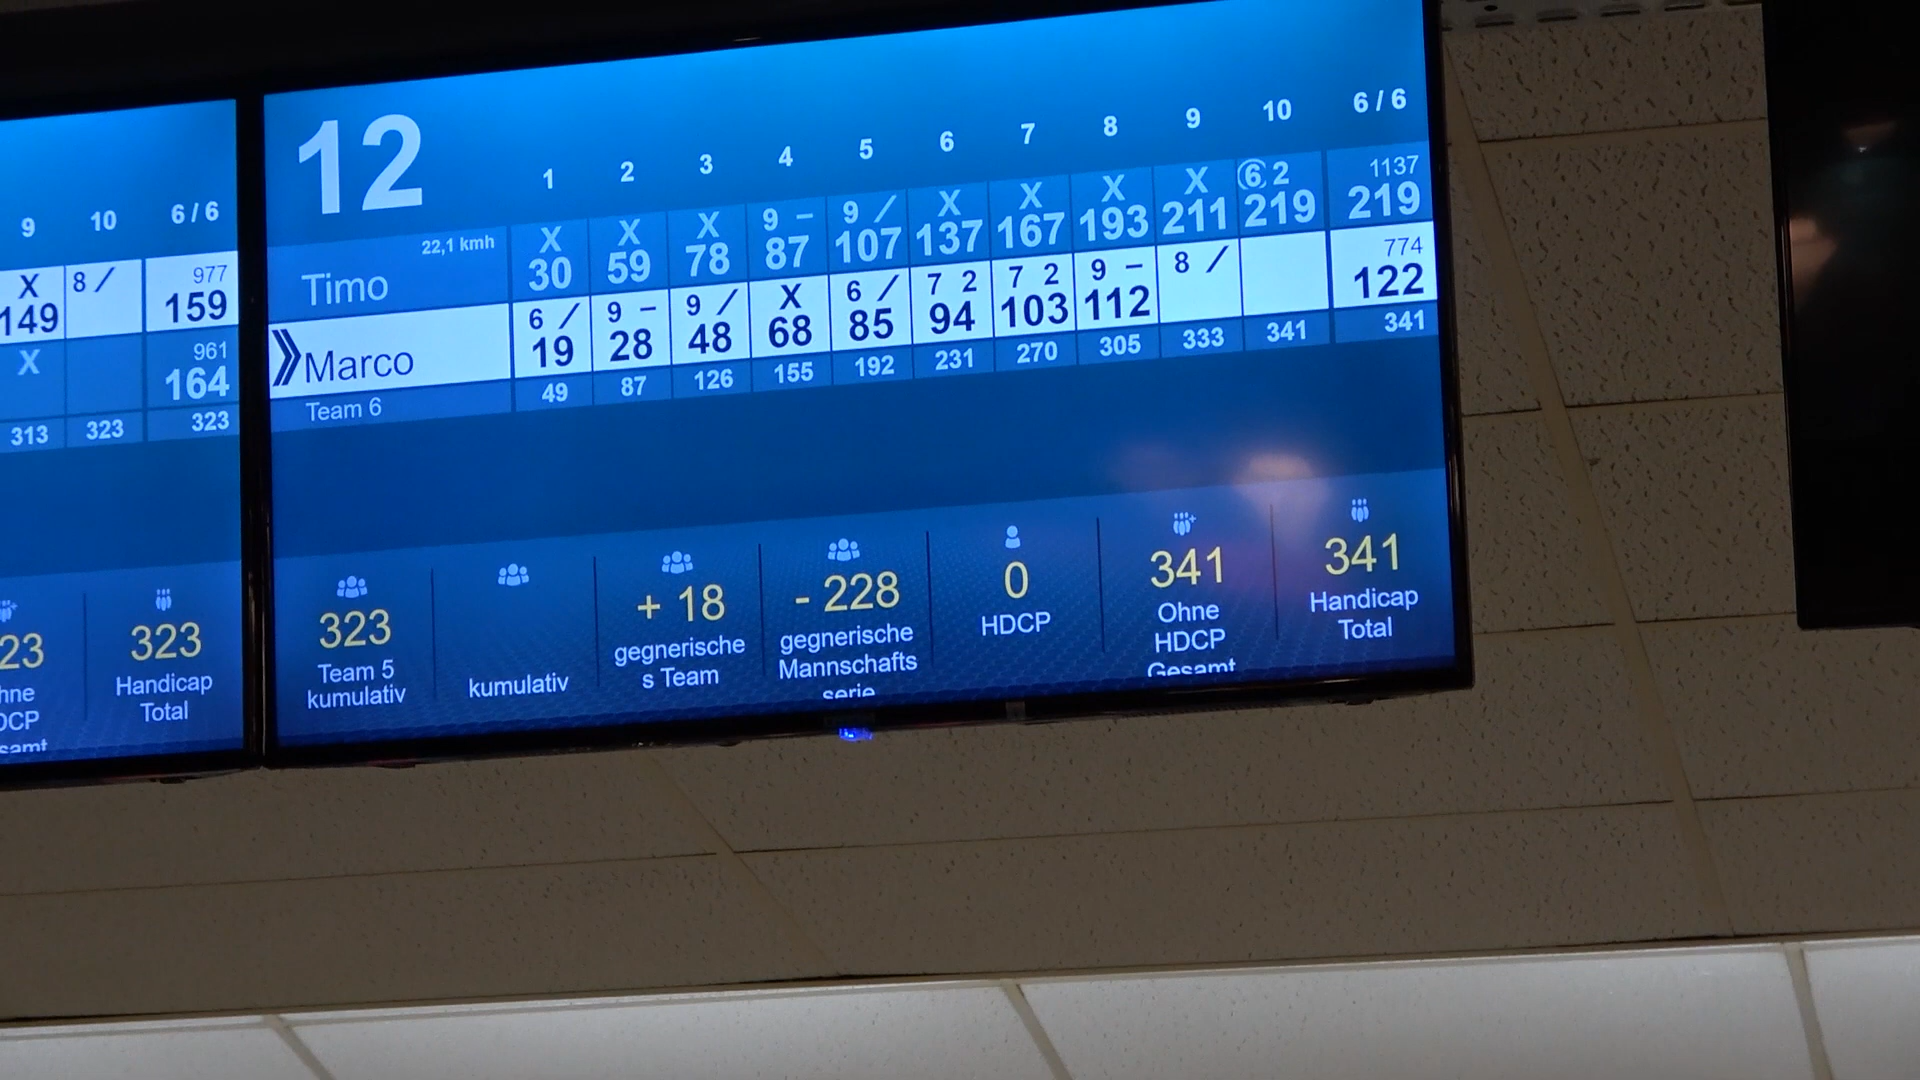 9 10 6/6
X 8 / 977
149 159
X 961
164
313 323 323
23 323
Handicap
Total
12
1 2 3 4 5 6 7 8 9 10 6/6
Timo 22,1 kmh
X X X 9 - 9 / X X X X 6 2 1137
30 59 78 87 107 137 167 193 211 219 219
Marco
6 / 9 - 9 / X 6 / 7 2 7 2 9 - 8 / 774
19 28 48 68 85 94 103 112 122
Team 6
49 87 126 155 192 231 270 305 333 341 341
323
Team 5
kumulativ
kumulativ
+ 18
gegnerische
s Team
- 228
gegnerische
Mannschafts
serie
0
HDCP
341
Ohne
HDCP
Gesamt
341
Handicap
Total